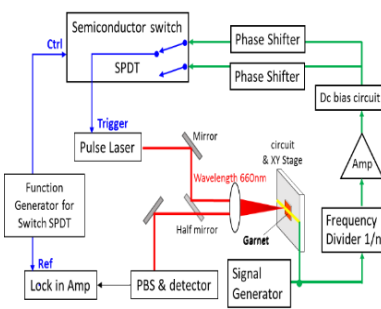 Semiconductor switch
SPDT
Ctrl
Trigger
Phase Shifter
Phase Shifter
Dc bias circuit
Pulse Laser
Mirror
circuit
& XY Stage
Wavelength 660nm
Amp
Function
Generator for
Switch SPDT
Half mirror
Garnet
Frequency
Divider 1/n
Ref
Lock in Amp
PBS & detector
Signal
Generator